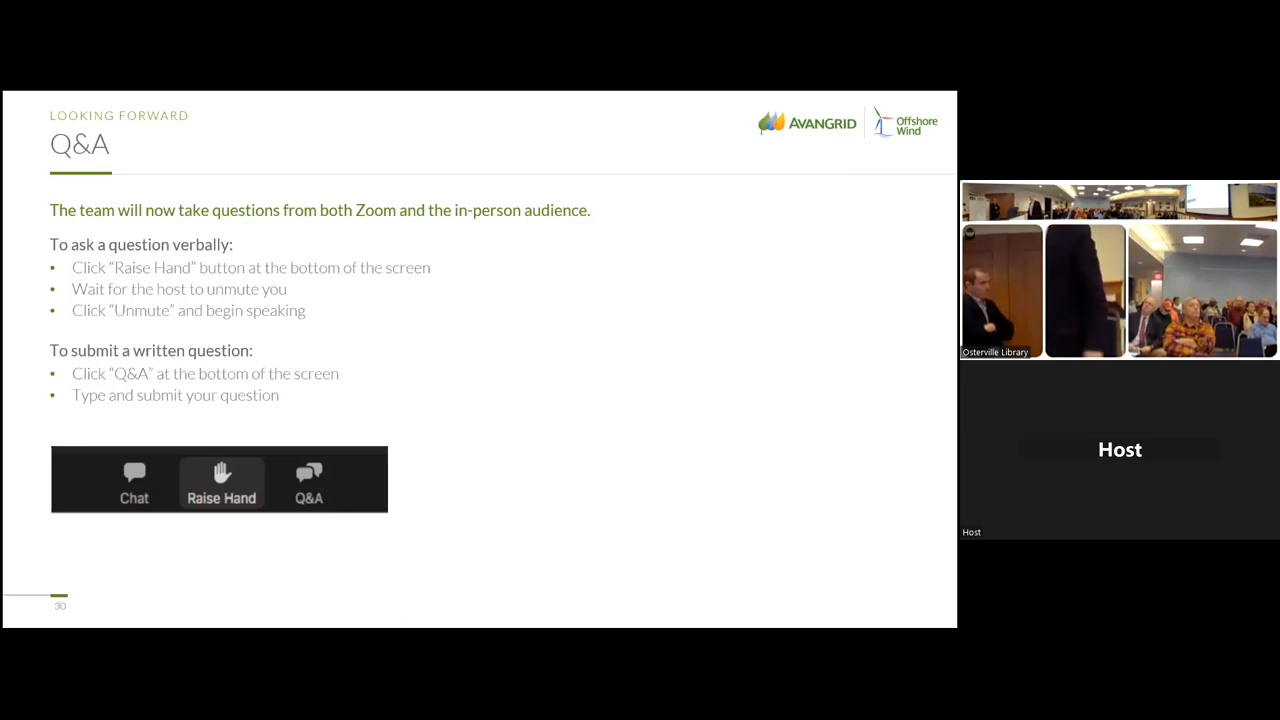 LOOKING FORWARD
Q&A
AVANGRID
Offshore
Wind
The team will now take questions from both Zoom and the in-person audience.
To ask a question verbally:
• Click “Raise Hand” button at the bottom of the screen
• Wait for the host to unmute you
• Click “Unmute” and begin speaking
To submit a written question:
• Click “Q&A” at the bottom of the screen
• Type and submit your question
Chat
Raise Hand
Q&A
30
Osterville Library
Host
Host